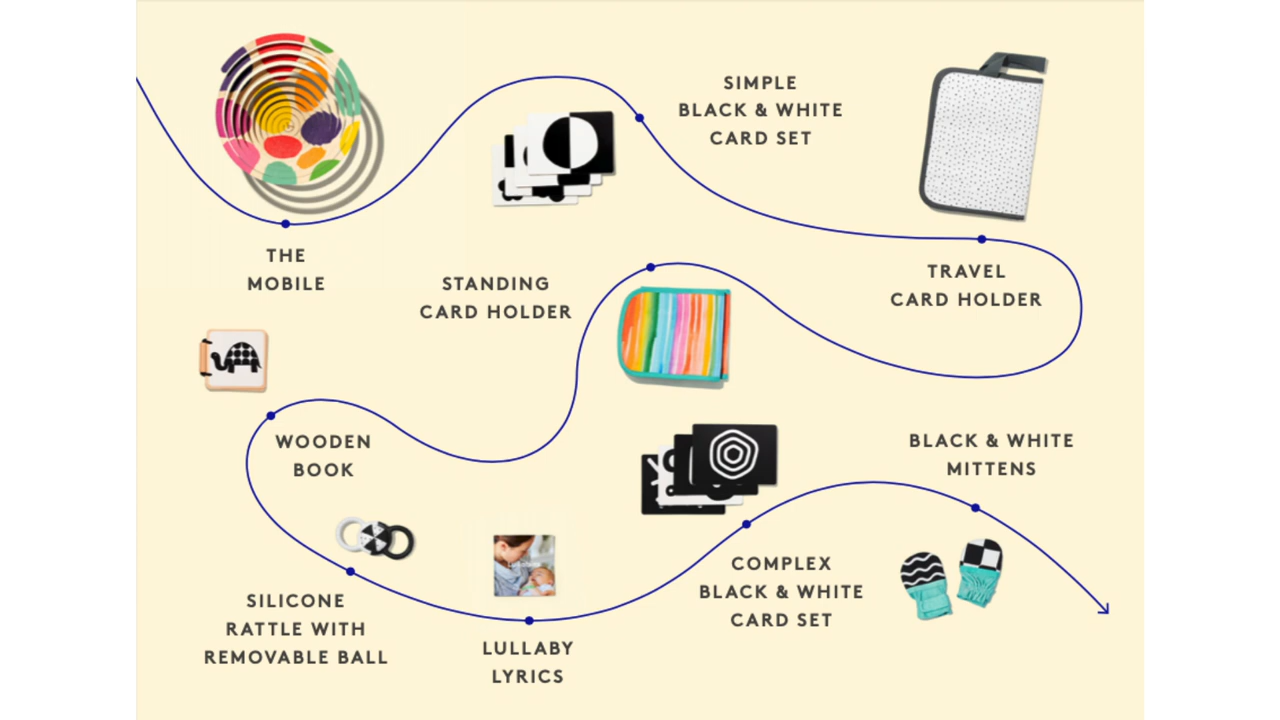 THE
MOBILE
SIMPLE
BLACK & WHITE
CARD SET
TRAVEL
CARD HOLDER
STANDING
CARD HOLDER
WOODEN
BOOK
SILICONE
RATTLE WITH
REMOVABLE BALL
LULLABY
LYRICS
COMPLEX
BLACK & WHITE
CARD SET
BLACK & WHITE
MITTENS